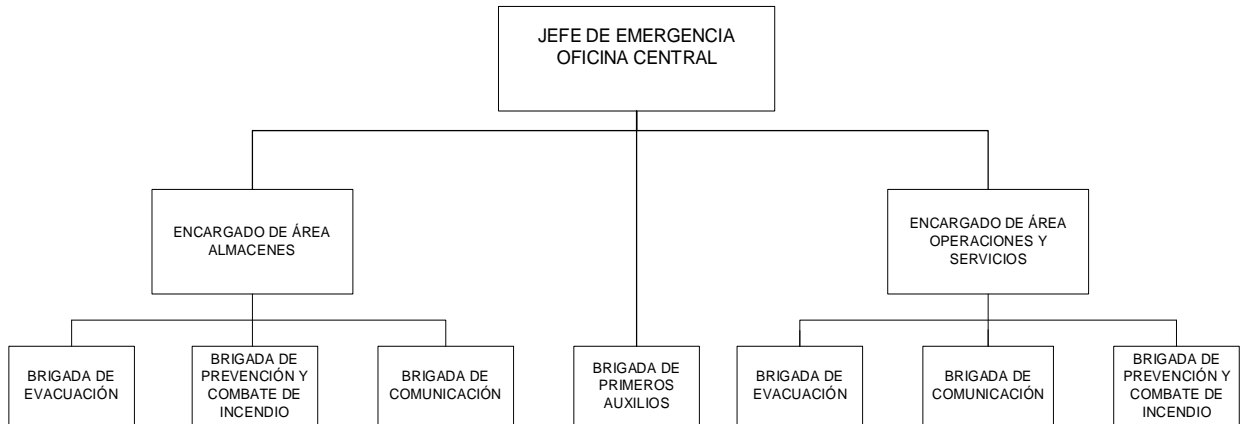 JEFE DE EMERGENCIA
OFICINA CENTRAL
ENCARGADO DE ÁREA
ALMACENES
ENCARGADO DE ÁREA
OPERACIONES Y
SERVICIOS
BRIGADA DE
EVACUACIÓN
BRIGADA DE
PREVENCIÓN Y
COMBATE DE
INCENDIO
BRIGADA DE
COMUNICACIÓN
BRIGADA DE
PRIMEROS
AUXILIOS
BRIGADA DE
EVACUACIÓN
BRIGADA DE
COMUNICACIÓN
BRIGADA DE
PREVENCIÓN Y
COMBATE DE
INCENDIO